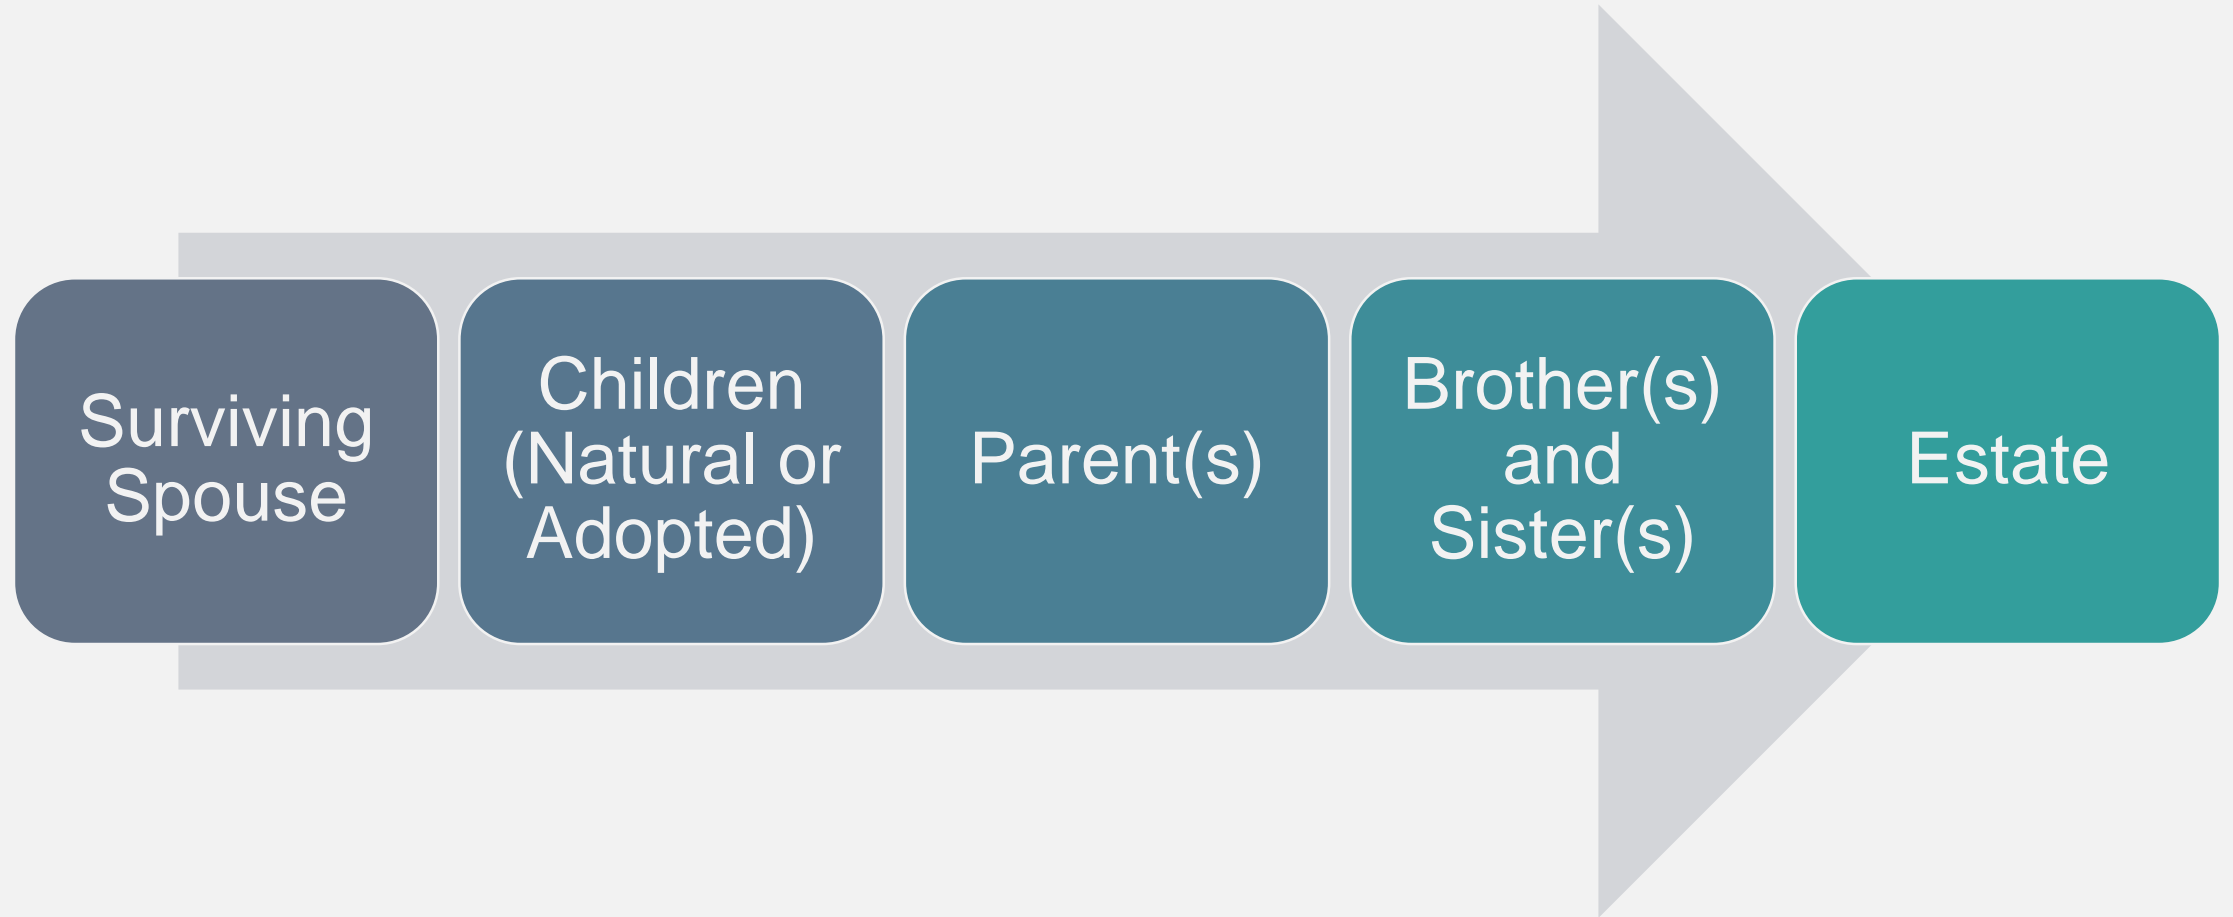 Surviving
Spouse
Children
(Natural or
Adopted)
Parent(s)
Brother(s)
and
Sister(s)
Estate